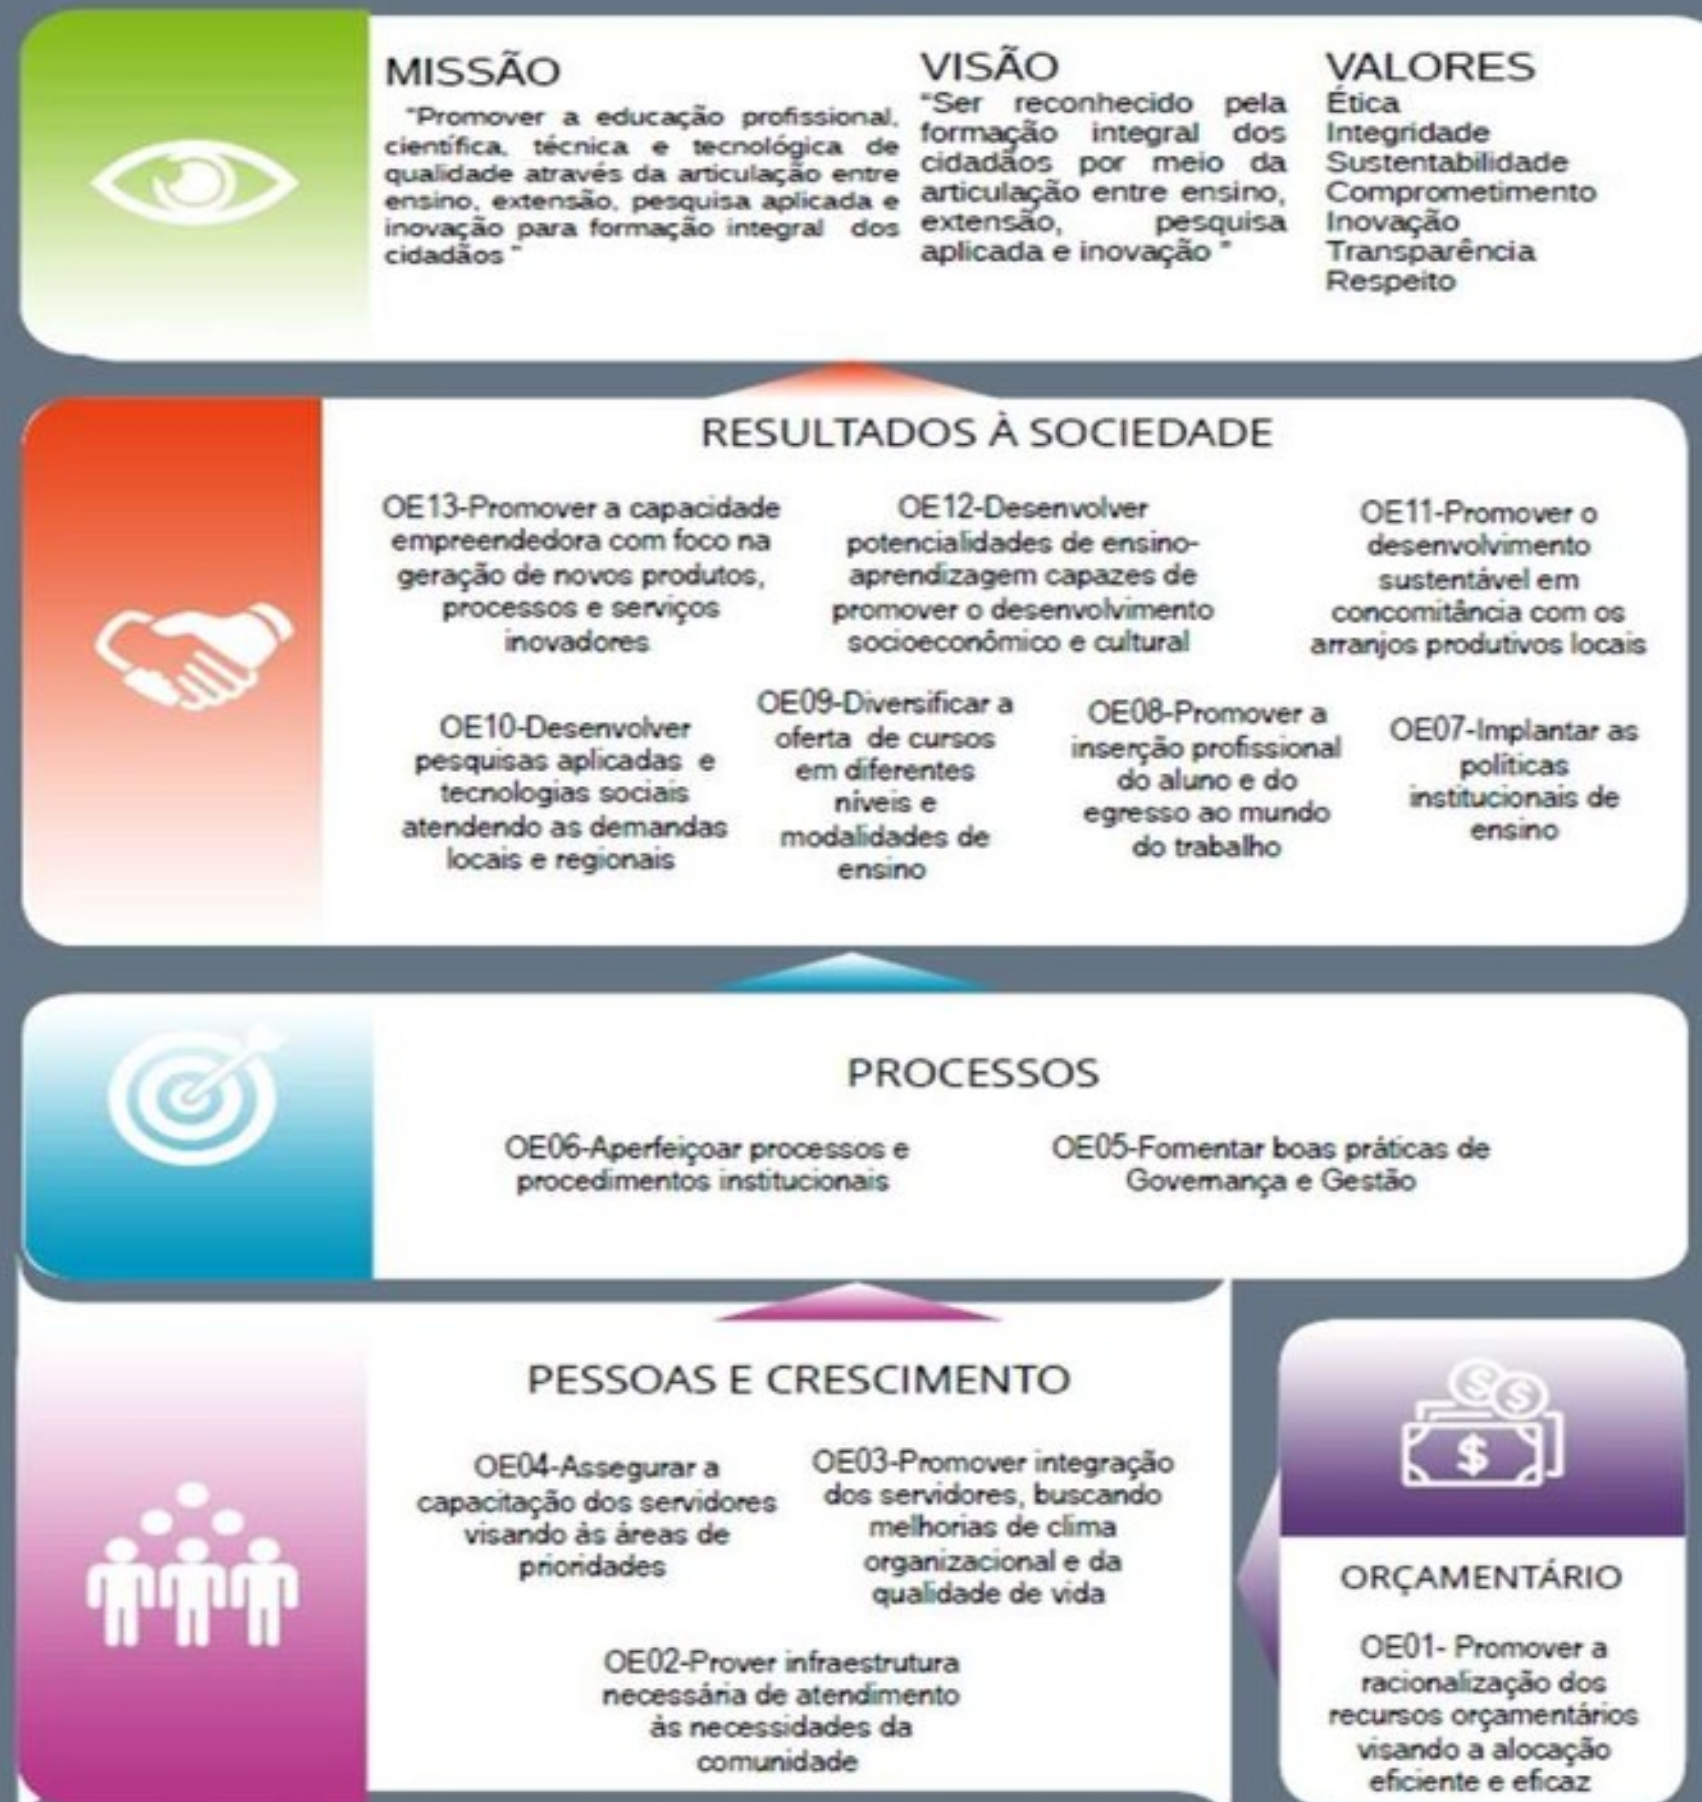 MISSÃO
"Promover a educação profissional,
científica, técnica e tecnológica de
qualidade através da articulação entre
ensino, extensão, pesquisa aplicada e
inovação para formação integral dos
cidadãos "
VISÃO
"Ser reconhecido pela
formação integral dos
cidadãos por meio da
articulação entre ensino,
extensão, pesquisa
aplicada e inovação "
VALORES
Ética
Integridade
Sustentabilidade
Comprometimento
Inovação
Transparência
Respeito
RESULTADOS À SOCIEDADE
OE13-Promover a capacidade
empreendedora com foco na
geração de novos produtos,
processos e serviços
inovadores
OE12-Desenvolver
potencialidades de ensino-
aprendizagem capazes de
promover o desenvolvimento
socioeconômico e cultural
OE11-Promover o
desenvolvimento
sustentável em
concomitância com os
arranjos produtivos locais
OE10-Desenvolver
pesquisas aplicadas e
tecnologias sociais
atendendo as demandas
locais e regionais
OE09-Diversificar a
oferta de cursos
em diferentes
níveis e
modalidades de
ensino
OE08-Promover a
inserção profissional
do aluno e do
egresso ao mundo
do trabalho
OE07-Implantar as
políticas
institucionais de
ensino
PROCESSOS
OE06-Aperfeiçoar processos e
procedimentos institucionais
OE05-Fomentar boas práticas de
Governança e Gestão
PESSOAS E CRESCIMENTO
OE04-Assegurar a
capacitação dos servidores
visando às áreas de
prioridades
OE03-Promover integração
dos servidores, buscando
melhorias de clima
organizacional e da
qualidade de vida
OE02-Prover infraestrutura
necessária de atendimento
às necessidades da
comunidade
$ $
$
ORÇAMENTÁRIO
OE01- Promover a
racionalização dos
recursos orçamentários
visando a alocação
eficiente e eficaz